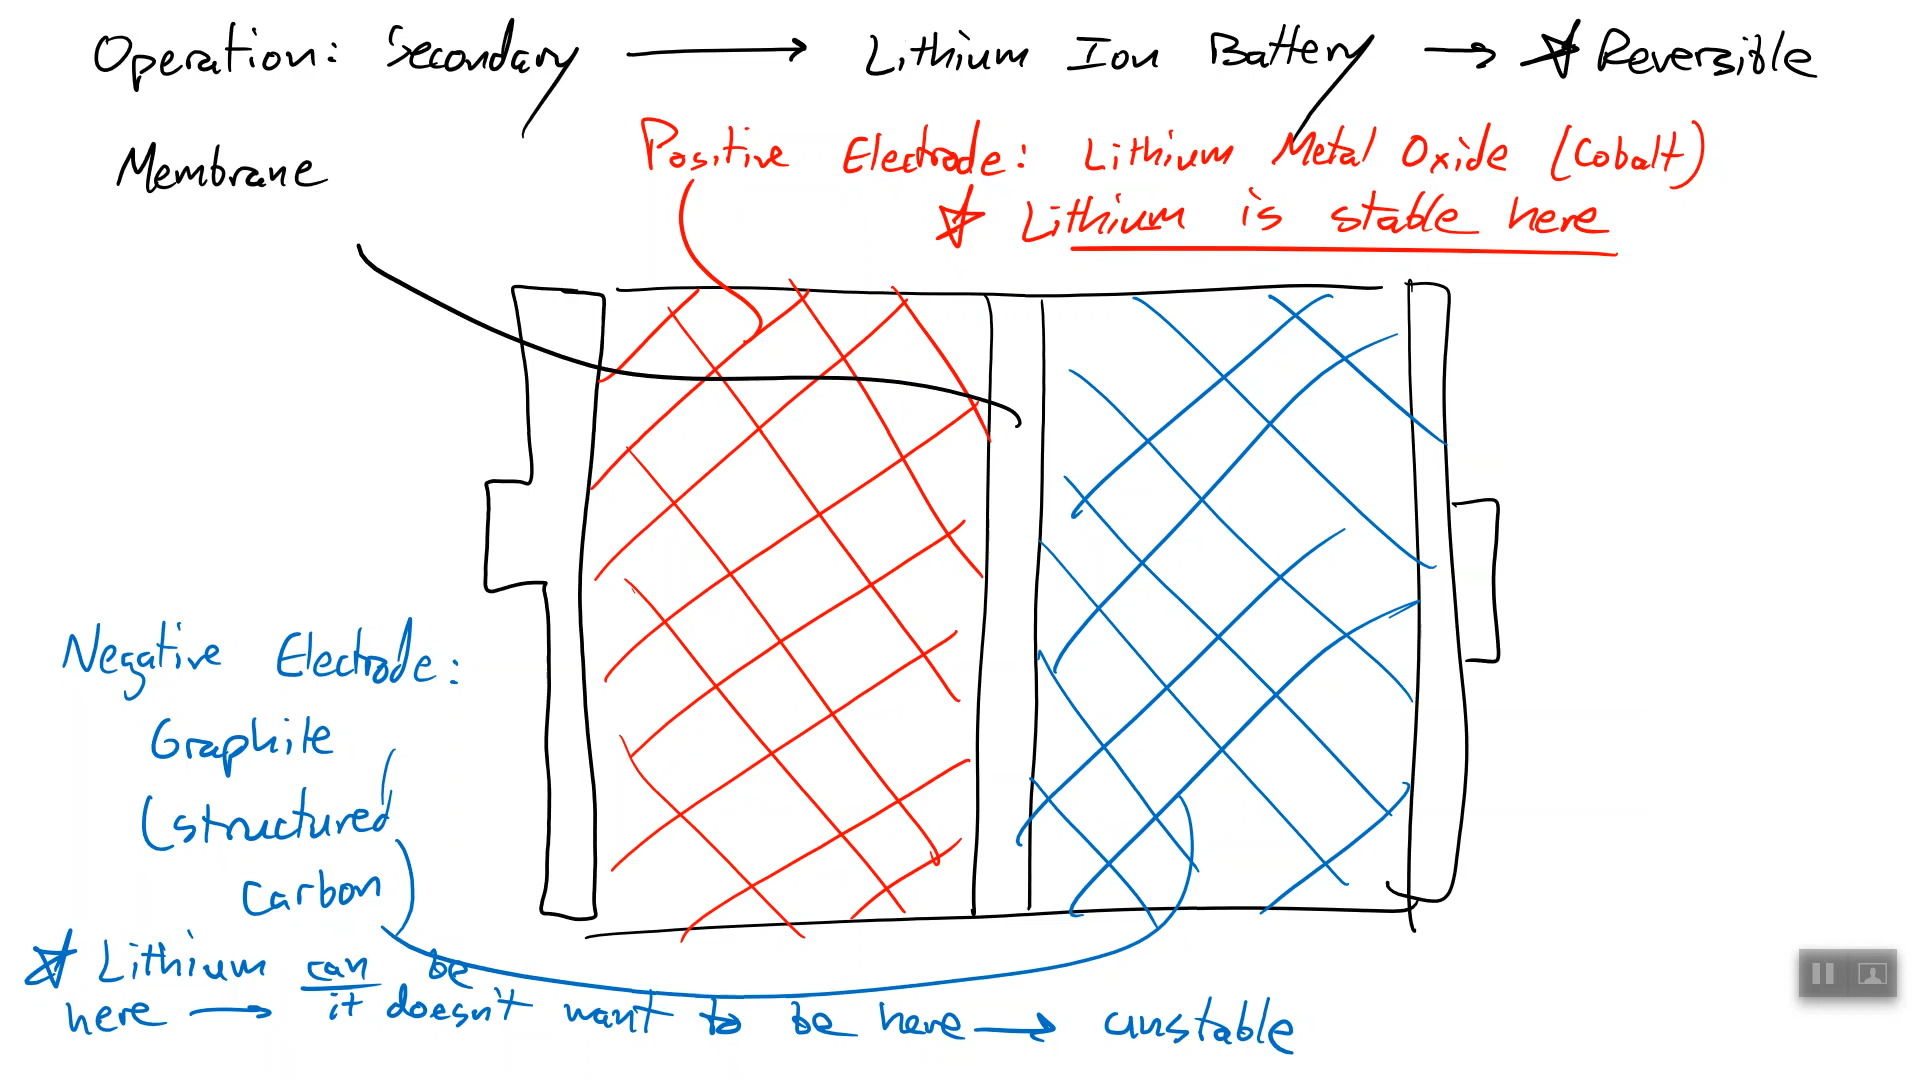 Operation: Secondary → Lithium Ion Battery → ☆ Reversible
Membrane
Positive Electrode: Lithium Metal Oxide (Cobalt)
☆ Lithium is stable here
Negative Electrode:
Graphite
(structured
carbon
☆ Lithium can be
here → it doesn't want to be here → unstable